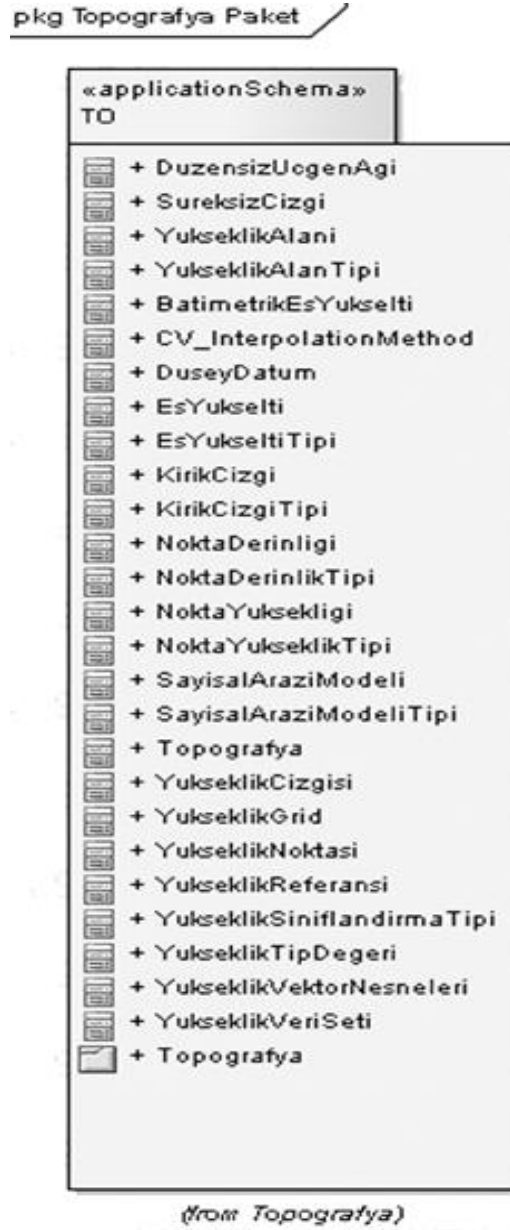 pkg Topografya Paket
«applicationSchema»
TO
+ DuzensizUcgenAgi
+ SureksizCizgi
+ YukseklikAlani
+ YukseklikAlanTipi
+ BatimetrikEsYukselti
+ CV_InterpolationMethod
+ DuseyDatum
+ EsYukselti
+ EsYukseltiTipi
+ KirikCizgi
+ KirikCizgiTipi
+ NoktaDerinligi
+ NoktaDerinlikTipi
+ NoktaYuksekligi
+ NoktaYukseklikTipi
+ SayisalAraziModeli
+ SayisalAraziModeliTipi
+ Topografya
+ YukseklikCizgisi
+ YukseklikGrid
+ YukseklikNoktasi
+ YukseklikReferansi
+ YukseklikSiniflandirmaTipi
+ YukseklikTipDegeri
+ YukseklikVektorNesneleri
+ YukseklikVeriSeti
+ Topografya
(from Topografya)